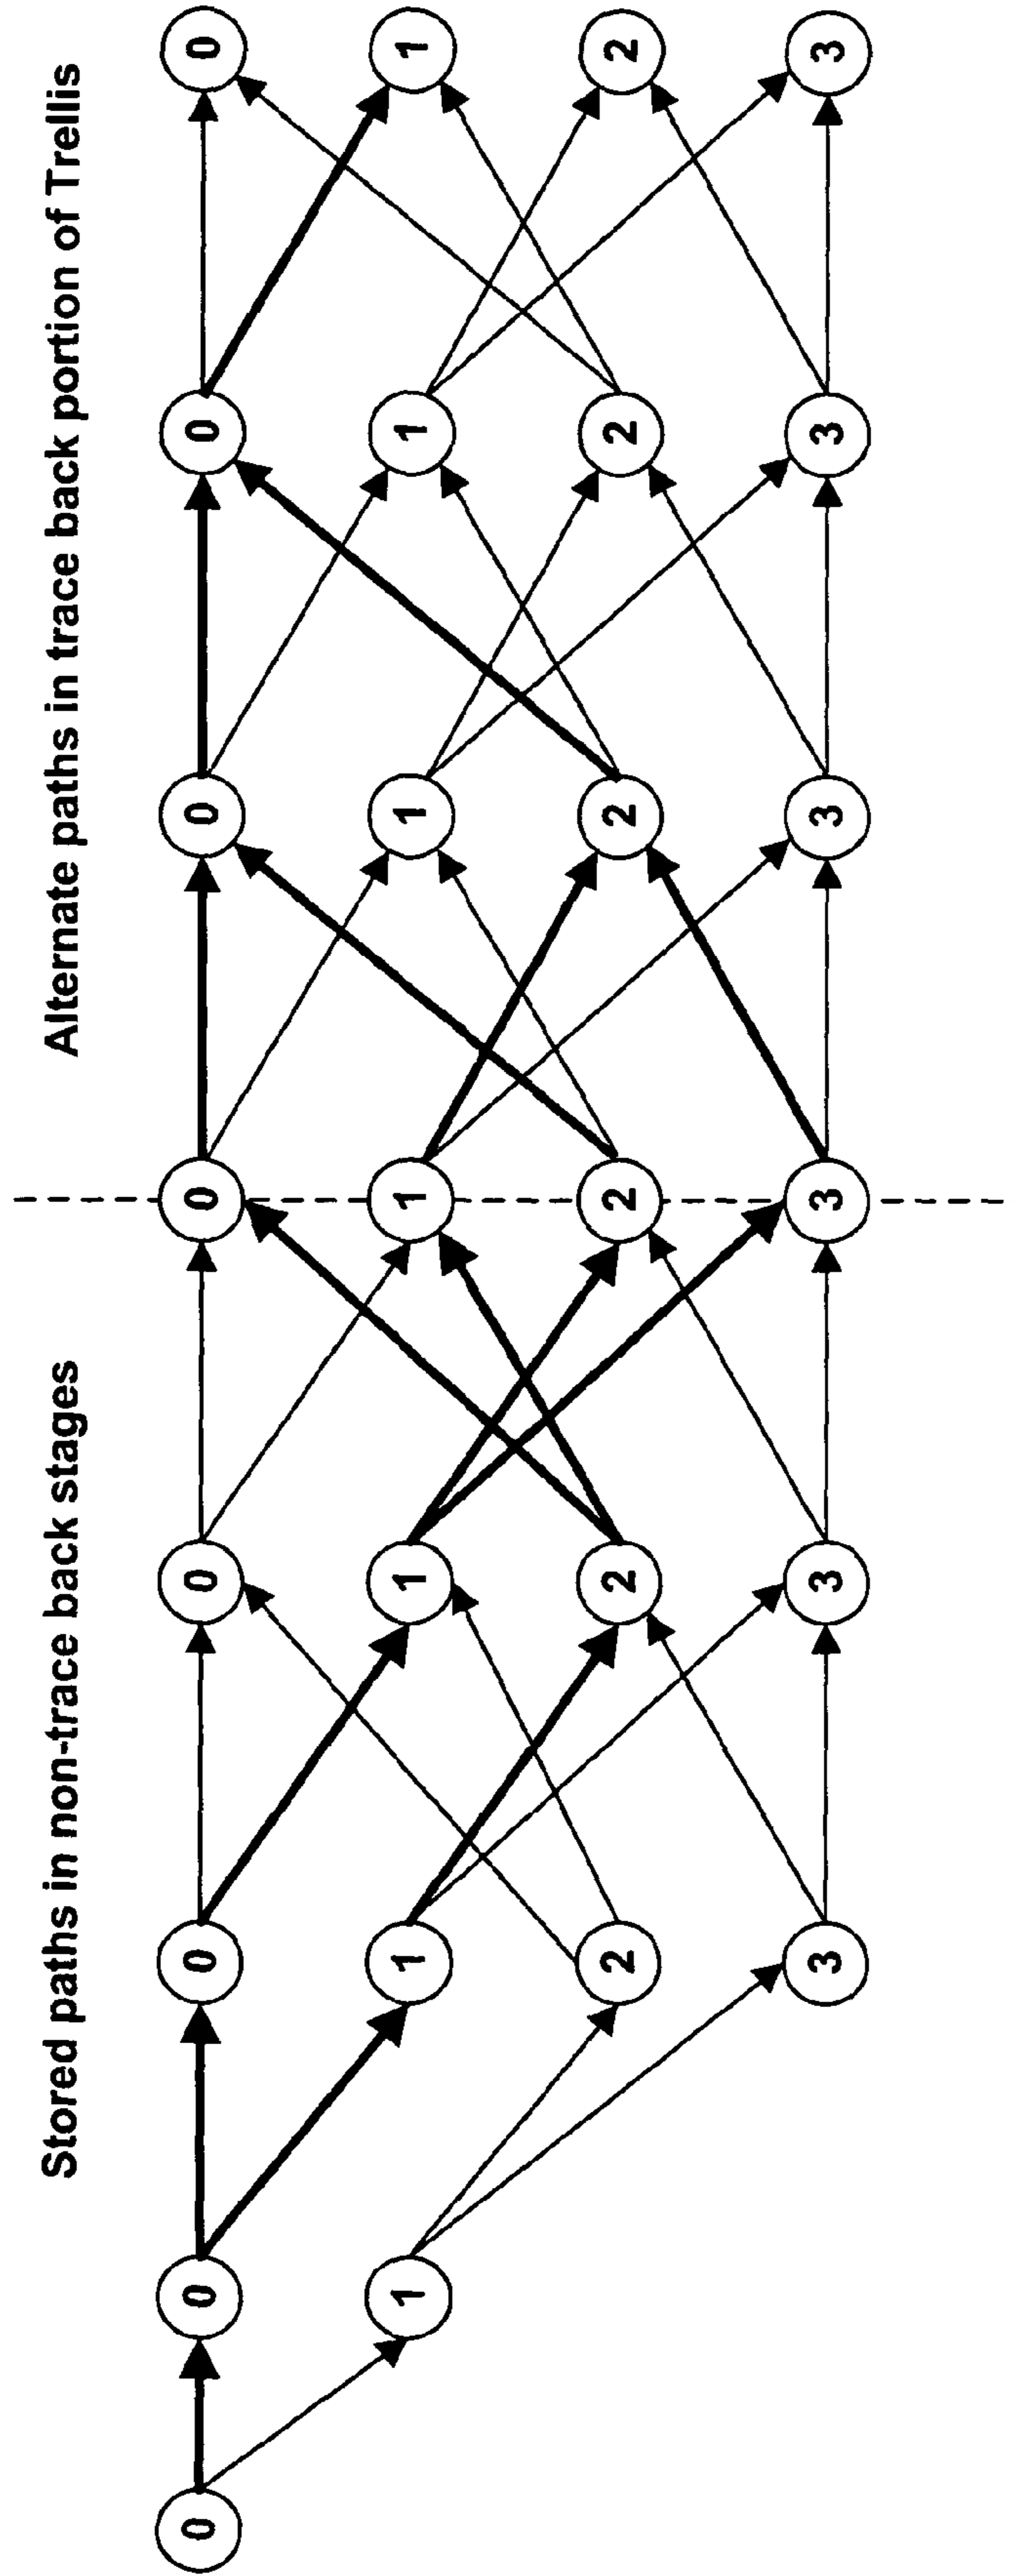 Stored paths in non-trace back stages
Alternate paths in trace back portion of Trellis
0 0 0 0 0 0 0 0
1 1 1 1 1 1 1
2 2 2 2 2 2
3 3 3 3 3 3